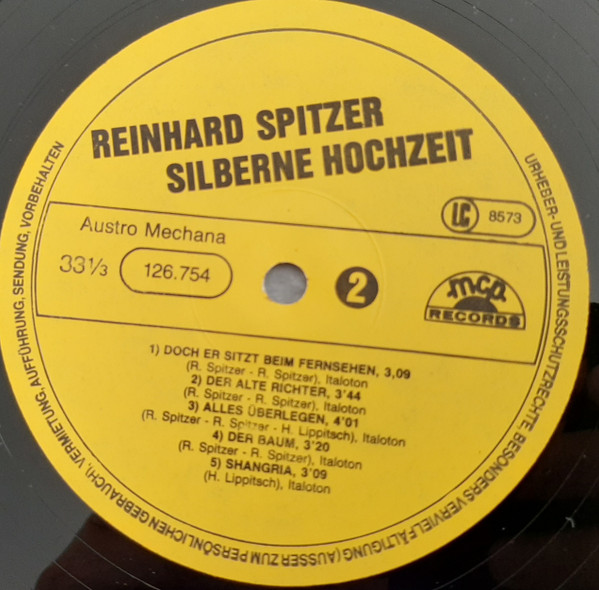 REINHARD SPITZER
SILBERNE HOCHZEIT
LC 8573
Austro Mechana
33⅓ 126.754
2
mcp
RECORDS
1) DOCH ER SITZT BEIM FERNSEHEN, 3,09
(R. Spitzer - R. Spitzer), Italoton
2) DER ALTE RICHTER, 3'44
(R. Spitzer - R. Spitzer), Italoton
3) ALLES ÜBERLEGEN, 4'01
(R. Spitzer - R. Spitzer - H. Lippitsch), Italoton
4) DER BAUM, 3'20
(R. Spitzer - R. Spitzer), Italoton
5) SHANGRIA, 3'09
(H. Lippitsch), Italoton
URHEBER- UND LEISTUNGSSCHUTZRECHTE, BESONDERS VERVIELFÄLTIGUNG (AUSSER ZUM PERSÖNLICHEN GEBRAUCH), VERMIETUNG, AUFFÜHRUNG, SENDUNG, VORBEHALTEN